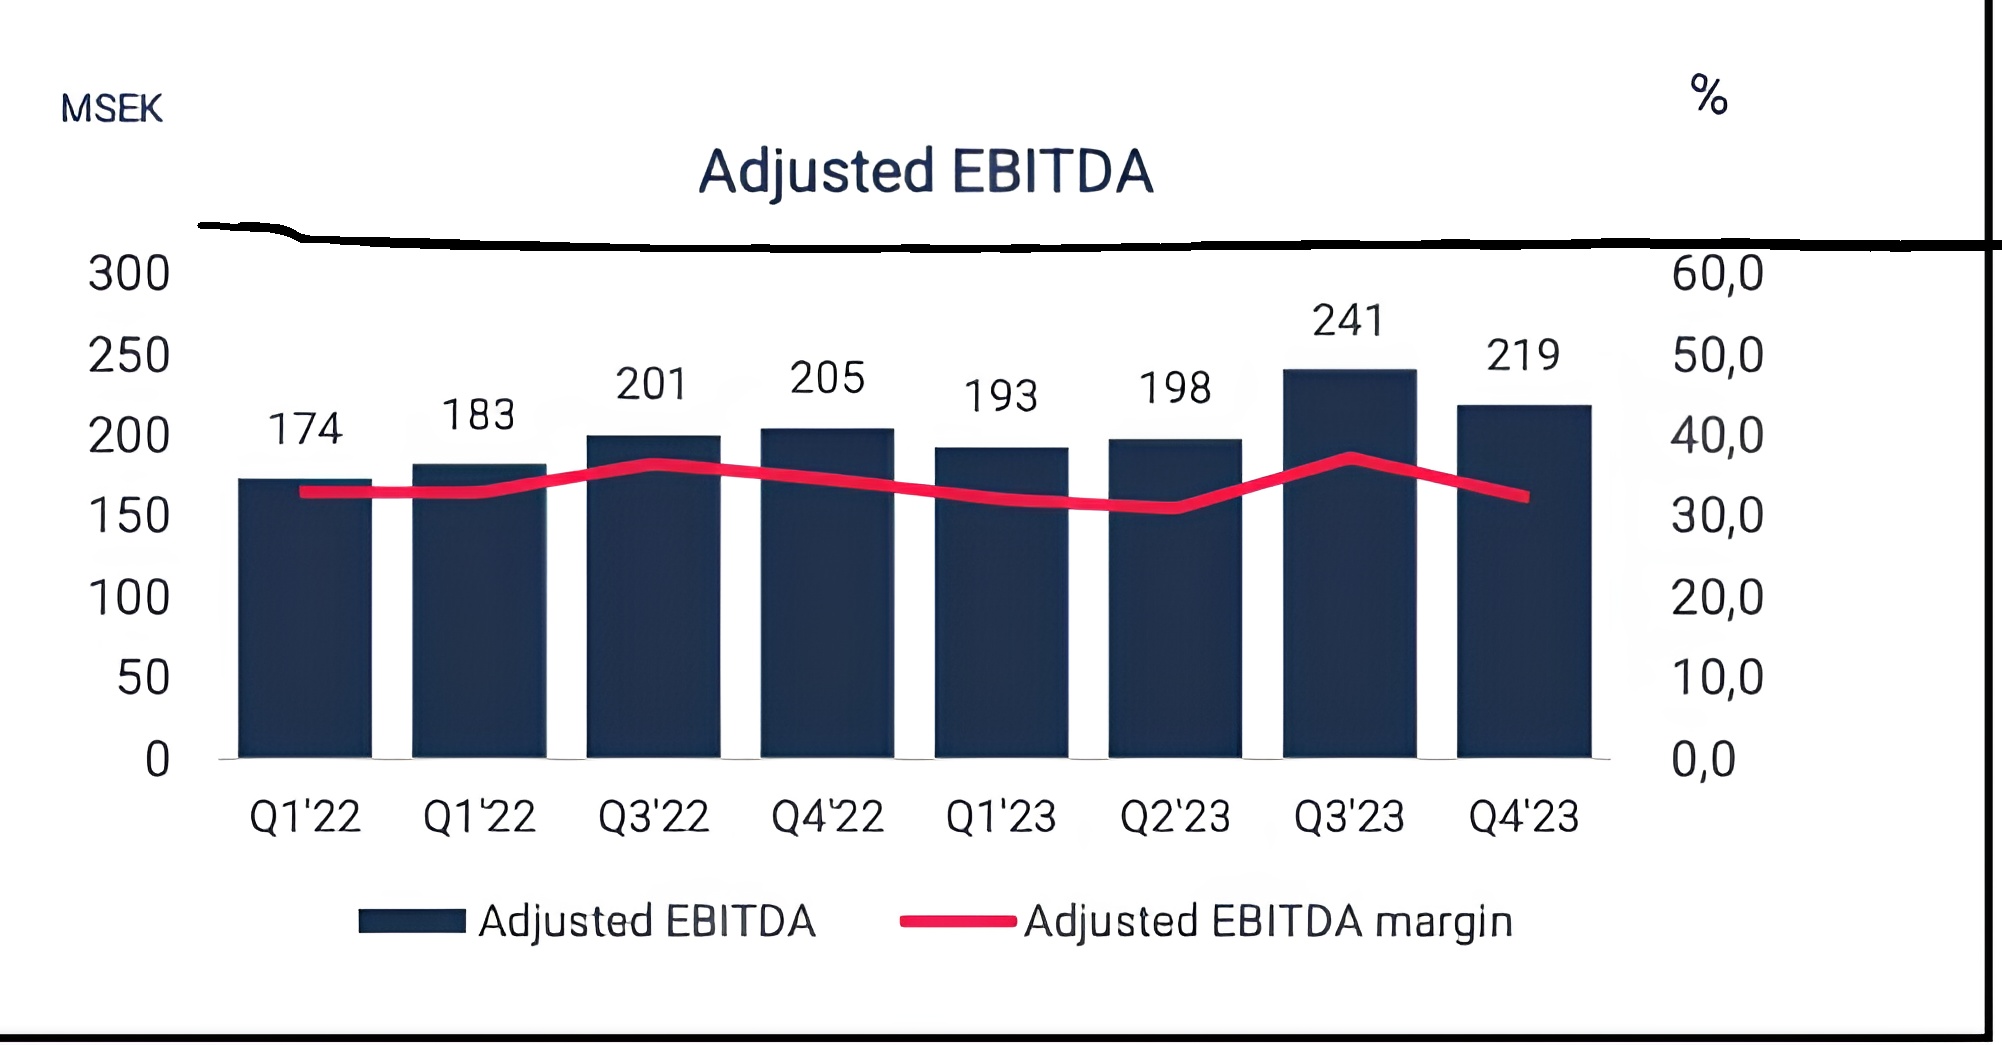 MSEK
%
Adjusted EBITDA
300
60,0
241
250
219
50,0
201
205
193
198
174
183
200
40,0
150
30,0
100
20,0
50
10,0
0
0,0
Q1'22
Q1'22
Q3'22
Q4'22
Q1'23
Q2'23
Q3'23
Q4'23
Adjusted EBITDA
Adjusted EBITDA margin